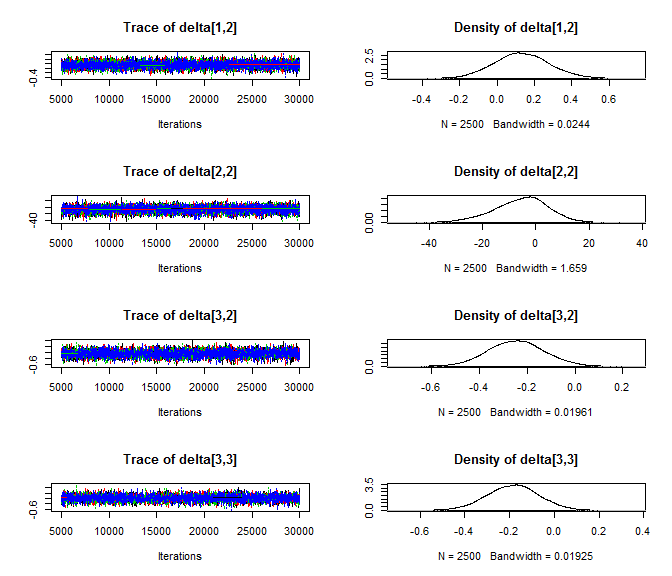 Trace of delta[1,2]
-0.4
5000 10000 15000 20000 25000 30000
Iterations
Density of delta[1,2]
0.0 2.5
-0.4 -0.2 0.0 0.2 0.4 0.6
N = 2500 Bandwidth = 0.0244
Trace of delta[2,2]
-40
5000 10000 15000 20000 25000 30000
Iterations
Density of delta[2,2]
0.00
-40 -20 0 20 40
N = 2500 Bandwidth = 1.659
Trace of delta[3,2]
-0.6
5000 10000 15000 20000 25000 30000
Iterations
Density of delta[3,2]
0.0
-0.6 -0.4 -0.2 0.0 0.2
N = 2500 Bandwidth = 0.01961
Trace of delta[3,3]
-0.6
5000 10000 15000 20000 25000 30000
Iterations
Density of delta[3,3]
0.0 3.5
-0.6 -0.4 -0.2 0.0 0.2 0.4
N = 2500 Bandwidth = 0.01925